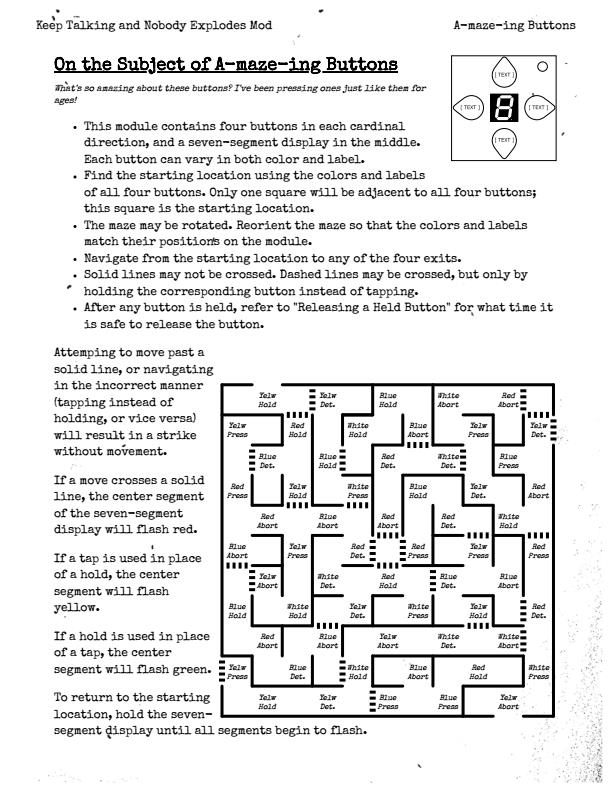 Keep Talking and Nobody Explodes Mod A-maze-ing Buttons
On the Subject of A-maze-ing Buttons
What's so amazing about these buttons? I've been pressing ones just like them for
ages!
[TEXT]
[TEXT] 8 [TEXT]
[TEXT]
• This module contains four buttons in each cardinal
direction, and a seven-segment display in the middle.
Each button can vary in both color and label.
• Find the starting location using the colors and labels
of all four buttons. Only one square will be adjacent to all four buttons;
this square is the starting location.
• The maze may be rotated. Reorient the maze so that the colors and labels
match their positions on the module.
• Navigate from the starting location to any of the four exits.
• Solid lines may not be crossed. Dashed lines may be crossed, but only by
holding the corresponding button instead of tapping.
• After any button is held, refer to "Releasing a Held Button" for what time it
is safe to release the button.
Attemping to move past a
solid line, or navigating
in the incorrect manner
(tapping instead of
holding, or vice versa)
will result in a strike
without movement.
If a move crosses a solid
line, the center segment
of the seven-segment
display will flash red.
If a tap is used in place
of a hold, the center
segment will flash
yellow.
If a hold is used in place
of a tap, the center
segment will flash green.
To return to the starting
location, hold the seven-
segment display until all segments begin to flash.
Yelw Yelw Blue White Red
Hold Det. Hold Abort Abort
Yelw Red White Blue Yelw Yelw
Press Hold Hold Abort Press Det.
Blue Blue Red White Blue
Det. Hold Det. Det. Press
Red Yelw White Blue Yelw Red
Press Hold Press Hold Det. Abort
Red Blue Red Red White
Abort Abort Abort Det. Hold
Blue Yelw Red Red Yelw Red
Abort Press Det. Press Press Press
Yelw White Red Blue Blue
Abort Det. Hold Det. Abort
Blue White Yelw White Yelw Red
Hold Hold Det. Press Hold Det.
Red Blue Yelw White White
Abort Abort Abort Det. Abort
Yelw Blue White Blue Red White
Press Det. Hold Abort Hold Press
Yelw Yelw Blue Blue Yelw
Hold Det. Press Press Abort